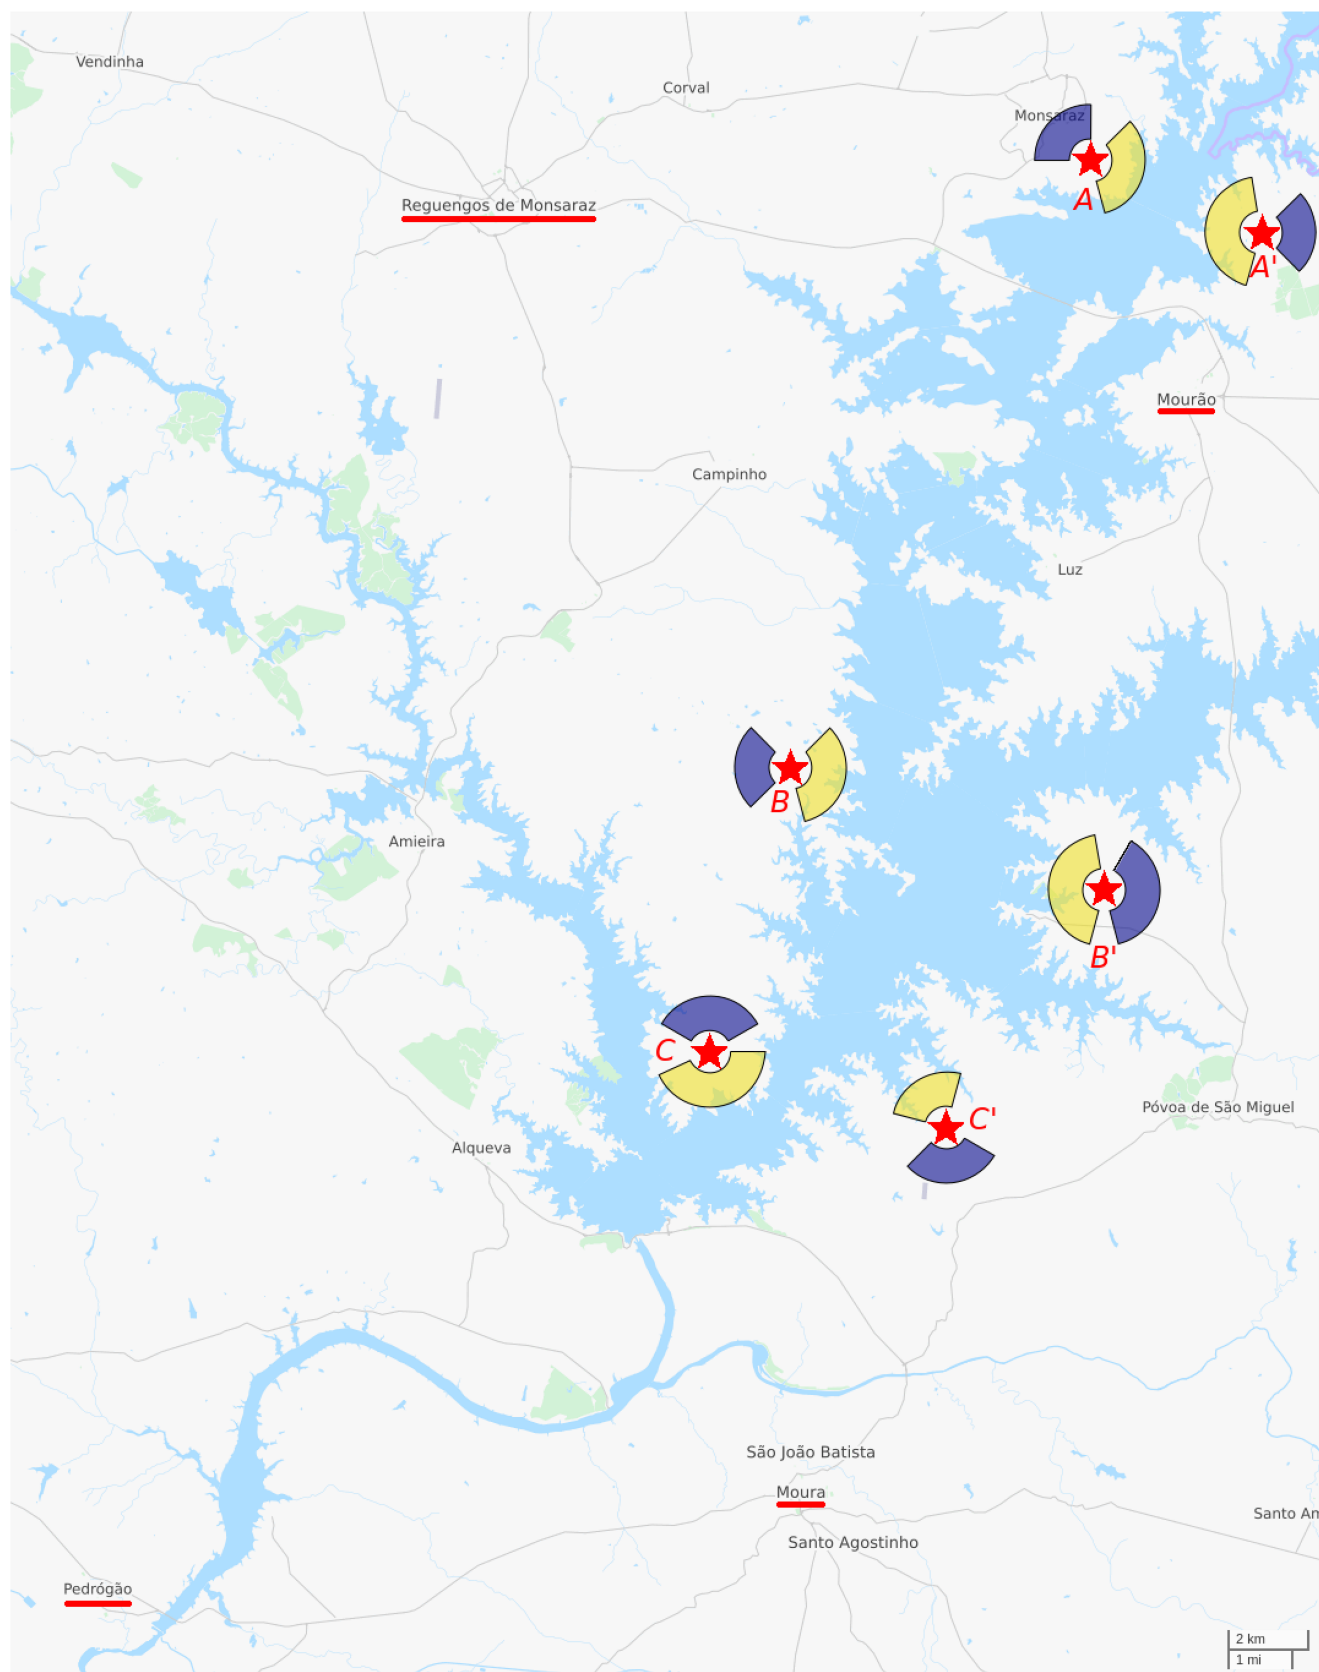 Vendinha
Corval
Monsaraz
A
Reguengos de Monsaraz
A'
Mourão
Campinho
Luz
B
Amieira
B'
C
Póvoa de São Miguel
C'
Alqueva
São João Batista
Moura
Santo Am
Santo Agostinho
Pedrógão
2 km
1 mi